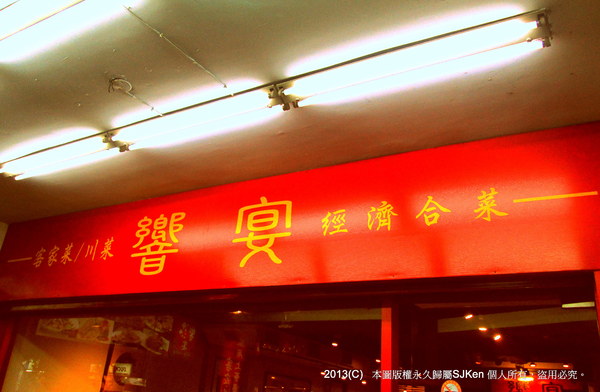 客家菜/川菜 響宴 經濟合菜
2013(C) 本圖版權永久歸屬SJKen 個人所有，盜用必究。